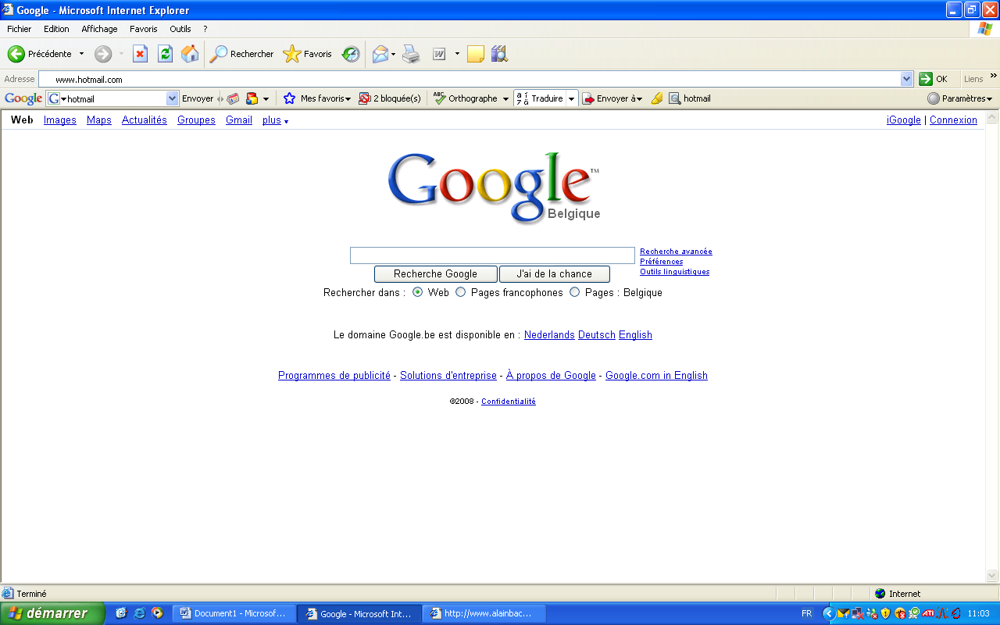 Google - Microsoft Internet Explorer
Fichier Edition Affichage Favoris Outils ?
Précédente Rechercher Favoris
Adresse www.hotmail.com OK Liens »
Google G hotmail Envoyer Mes favoris 2 bloquée(s) ABC Orthographe Traduire Envoyer à hotmail Paramètres
Web Images Maps Actualités Groupes Gmail plus iGoogle | Connexion
Google™
Belgique
Recherche avancée
Préférences
Outils linguistiques
Recherche Google J'ai de la chance
Rechercher dans : Web Pages francophones Pages : Belgique
Le domaine Google.be est disponible en : Nederlands Deutsch English
Programmes de publicité - Solutions d'entreprise - À propos de Google - Google.com in English
©2008 - Confidentialité
Terminé Internet
démarrer Document1 - Microsof... Google - Microsoft Int... http://www.alainbac... FR ATI 11:03